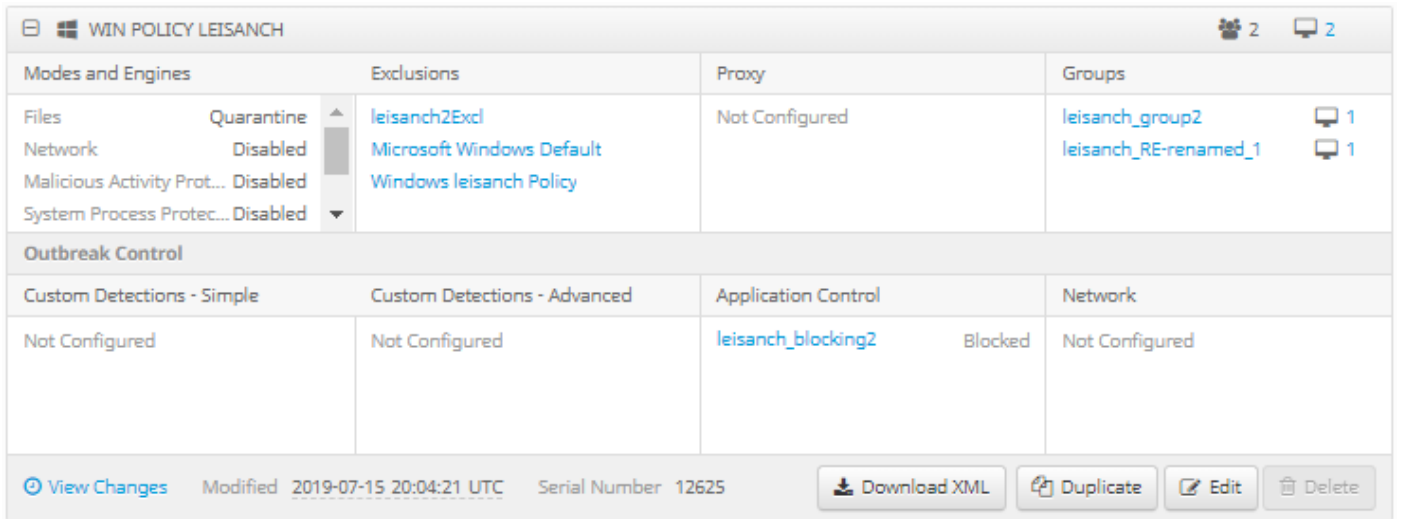 WIN POLICY LEISANCH 2 2
Modes and Engines Exclusions Proxy Groups
Files Quarantine leisanch2Excl Not Configured leisanch_group2 1
Network Disabled Microsoft Windows Default leisanch_RE-renamed_1 1
Malicious Activity Prot... Disabled Windows leisanch Policy
System Process Protec... Disabled
Outbreak Control
Custom Detections - Simple Custom Detections - Advanced Application Control Network
Not Configured Not Configured leisanch_blocking2 Blocked Not Configured
View Changes Modified 2019-07-15 20:04:21 UTC Serial Number 12625 Download XML Duplicate Edit Delete